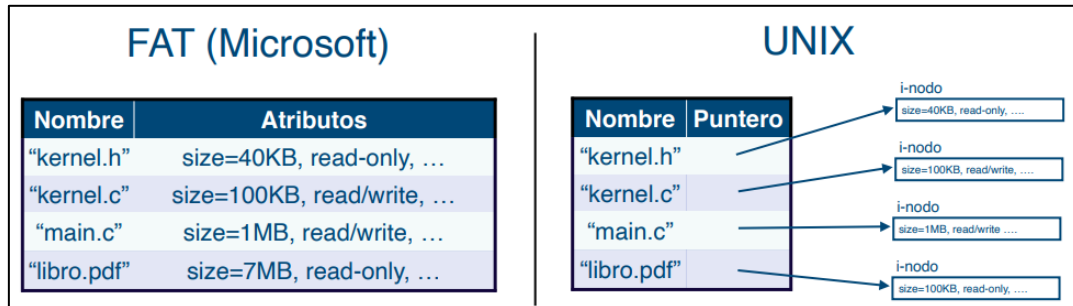 FAT (Microsoft)
Nombre Atributos
“kernel.h” size=40KB, read-only, …
“kernel.c” size=100KB, read/write, …
“main.c” size=1MB, read/write, …
“libro.pdf” size=7MB, read-only, …
UNIX
Nombre Puntero
“kernel.h”
“kernel.c”
“main.c”
“libro.pdf”
i-nodo
size=40KB, read-only, ….
i-nodo
size=100KB, read/write, ….
i-nodo
size=1MB, read/write ….
i-nodo
size=100KB, read-only, ….